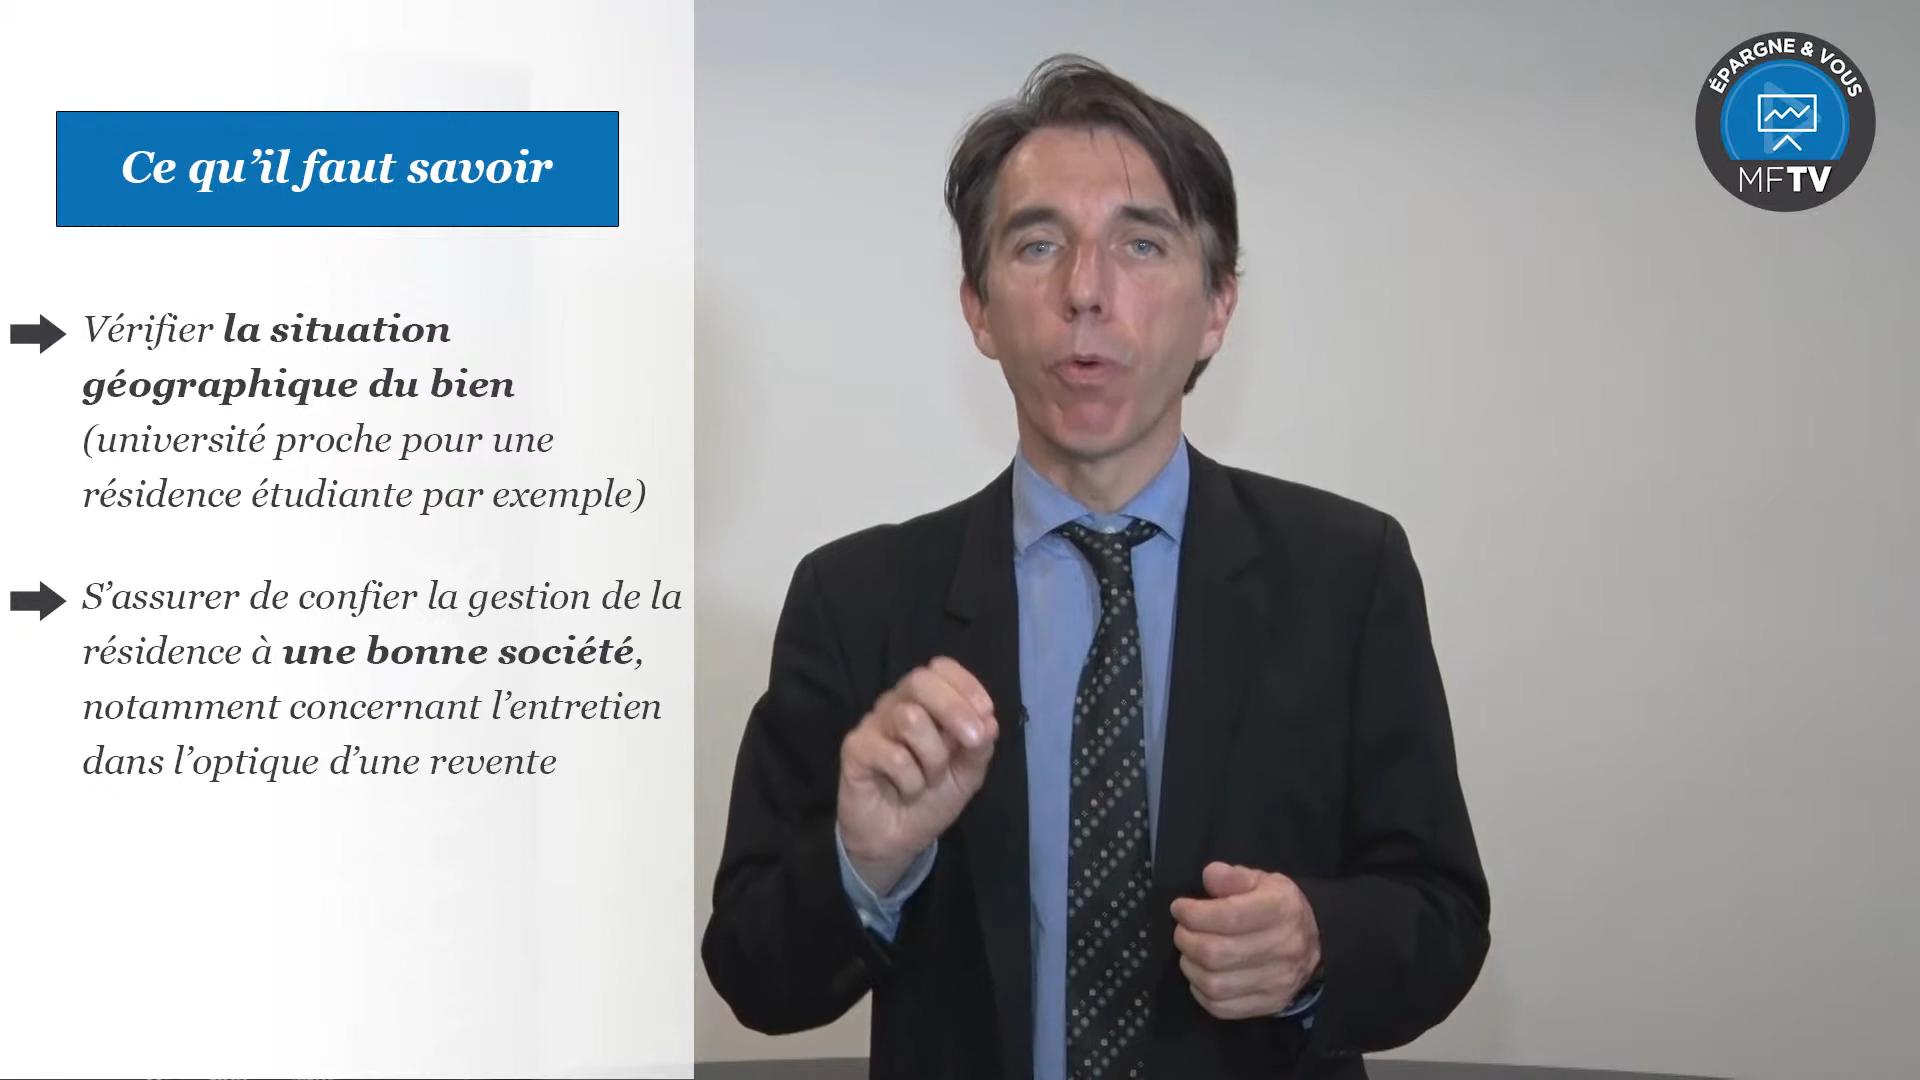 Ce qu’il faut savoir
Vérifier la situation
géographique du bien
(université proche pour une
résidence étudiante par exemple)
S’assurer de confier la gestion de la
résidence à une bonne société,
notamment concernant l’entretien
dans l’optique d’une revente
ÉPARGNE & VOUS
MFTV